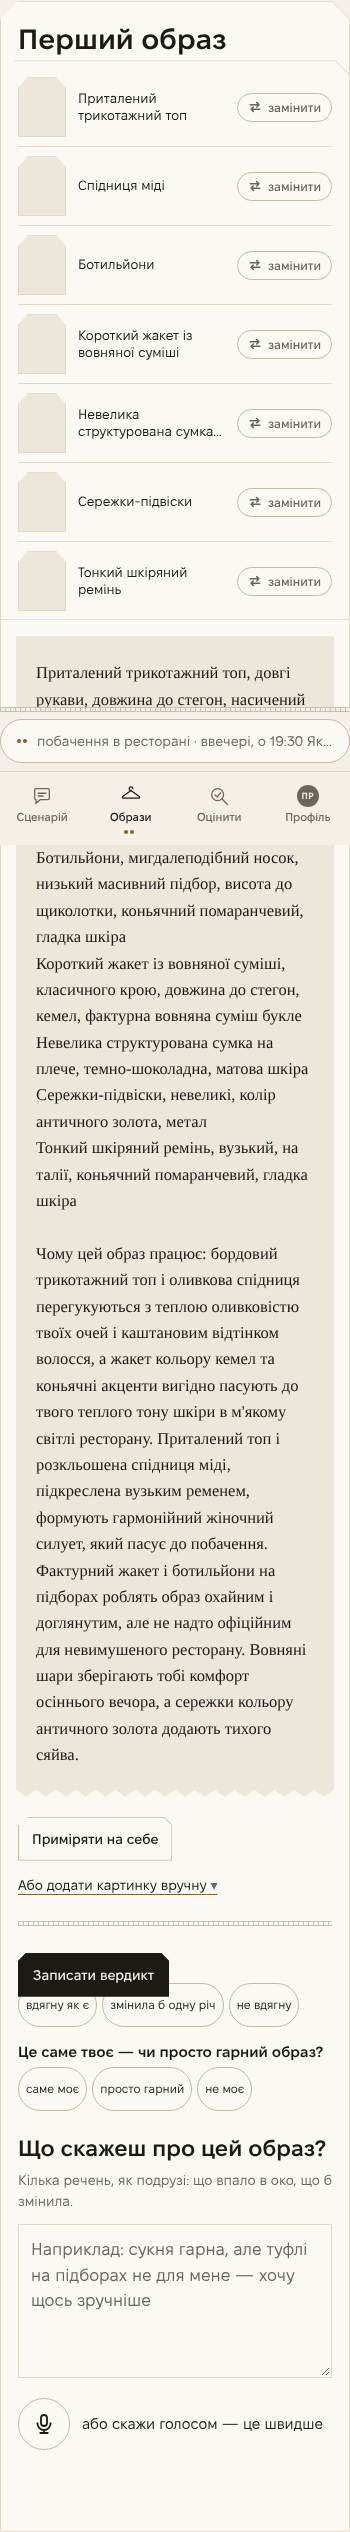 Перший образ
Приталений
трикотажний топ
замінити
Спідниця міді
замінити
Ботильйони
замінити
Короткий жакет із
вовняної суміші
замінити
Невелика
структурована сумка...
замінити
Сережки-підвіски
замінити
Тонкий шкіряний
ремінь
замінити
Приталений трикотажний топ, довгі
рукави, довжина до стегон, насичений
побачення в ресторані · ввечері, о 19:30 Як...
Сценарій
Образи
Оцінити
ПР
Профіль
Ботильйони, мигдалеподібний носок,
низький масивний підбор, висота до
щиколотки, коньячний помаранчевий,
гладка шкіра
Короткий жакет із вовняної суміші,
класичного крою, довжина до стегон,
кемел, фактурна вовняна суміш букле
Невелика структурована сумка на
плече, темно-шоколадна, матова шкіра
Сережки-підвіски, невеликі, колір
античного золота, метал
Тонкий шкіряний ремінь, вузький, на
талії, коньячний помаранчевий, гладка
шкіра
Чому цей образ працює: бордовий
трикотажний топ і оливкова спідниця
перегукуються з теплою оливковістю
твоїх очей і каштановим відтінком
волосся, а жакет кольору кемел та
коньячні акценти вигідно пасують до
твого теплого тону шкіри в м'якому
світлі ресторану. Приталений топ і
розкльошена спідниця міді,
підкреслена вузьким ременем,
формують гармонійний жіночний
силует, який пасує до побачення.
Фактурний жакет і ботильйони на
підборах роблять образ охайним і
доглянутим, але не надто офіційним
для невимушеного ресторану. Вовняні
шари зберігають тобі комфорт
осіннього вечора, а сережки кольору
античного золота додають тихого
сяйва.
Приміряти на себе
Або додати картинку вручну ▾
Записати вердикт
вдягну як є
змінила б одну річ
не вдягну
Це саме твоє — чи просто гарний образ?
саме моє
просто гарний
не моє
Що скажеш про цей образ?
Кілька речень, як подрузі: що впало в око, що б
змінила.
Наприклад: сукня гарна, але туфлі
на підборах не для мене — хочу
щось зручніше
або скажи голосом — це швидше